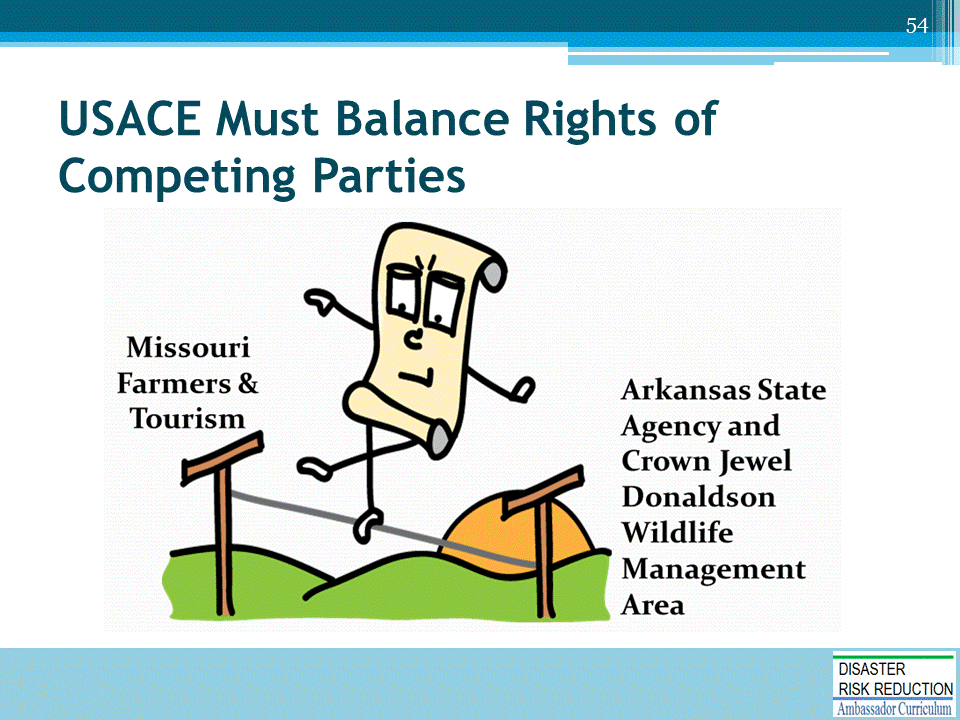 54
USACE Must Balance Rights of
Competing Parties
Missouri
Farmers &
Tourism
Arkansas State
Agency and
Crown Jewel
Donaldson
Wildlife
Management
Area
DISASTER
RISK REDUCTION
Ambassador Curriculum